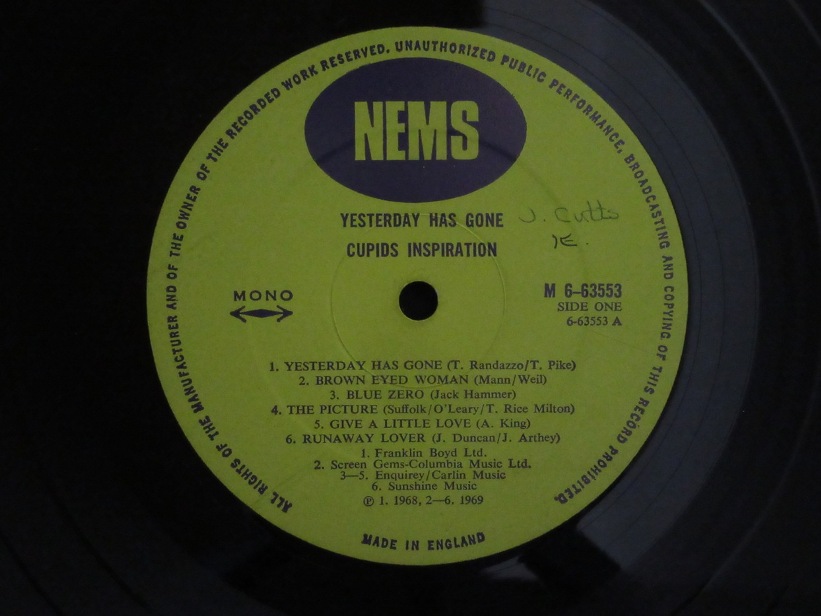 ALL RIGHTS OF THE MANUFACTURER AND OF THE OWNER OF THE RECORDED WORK RESERVED. UNAUTHORIZED PUBLIC PERFORMANCE, BROADCASTING AND COPYING OF THIS RECORD PROHIBITED.
NEMS
YESTERDAY HAS GONE
J. Cutts
CUPIDS INSPIRATION
MONO
M 6-63553
SIDE ONE
6-63553 A
1. YESTERDAY HAS GONE (T. Randazzo/T. Pike)
2. BROWN EYED WOMAN (Mann/Weil)
3. BLUE ZERO (Jack Hammer)
4. THE PICTURE (Suffolk/O'Leary/T. Rice Milton)
5. GIVE A LITTLE LOVE (A. King)
6. RUNAWAY LOVER (J. Duncan/J. Arthey)
1. Franklin Boyd Ltd.
2. Screen Gems-Columbia Music Ltd.
3—5. Enquirey/Carlin Music
6. Sunshine Music
℗ 1. 1968, 2—6. 1969
MADE IN ENGLAND